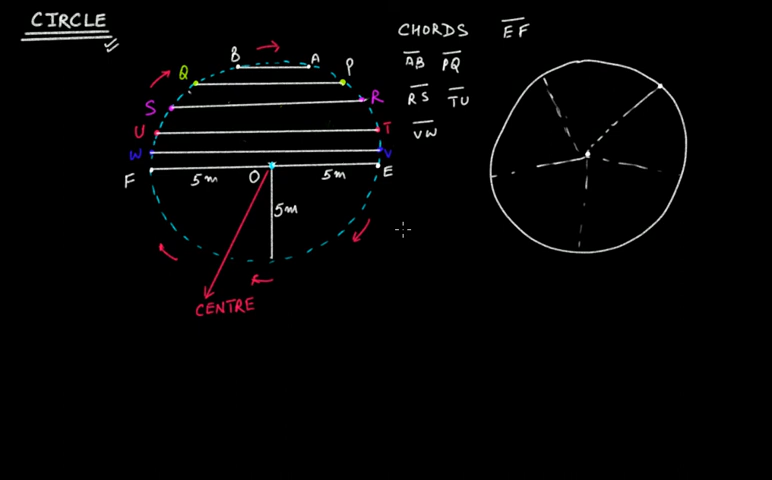 CIRCLE
CHORDS EF
AB PQ
RS TU
VW
B A
Q P
S R
U T
W V
F 5m O 5m E
5m
CENTRE